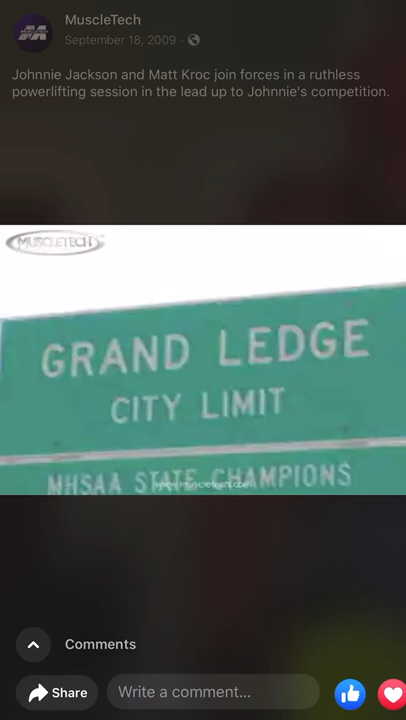 MuscleTech
September 18, 2009 ·
Johnnie Jackson and Matt Kroc join forces in a ruthless
powerlifting session in the lead up to Johnnie's competition.
MUSCLETECH
GRAND LEDGE
CITY LIMIT
MHSAA STATE CHAMPIONS
www.muscletech.com
Comments
Share
Write a comment...